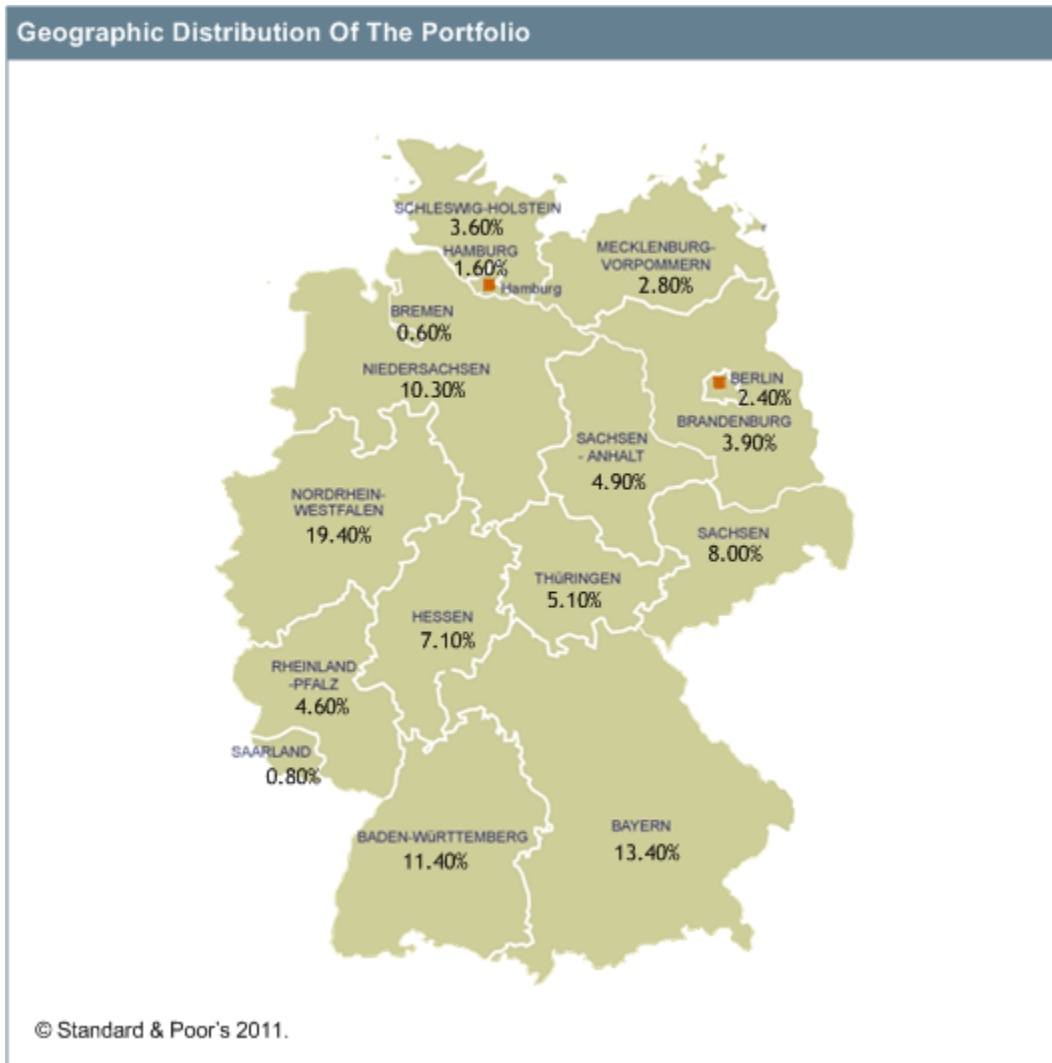 Geographic Distribution Of The Portfolio
SCHLESWIG-HOLSTEIN
3.60%
HAMBURG
1.60%
Hamburg
MECKLENBURG-
VORPOMMERN
2.80%
BREMEN
0.60%
NIEDERSACHSEN
10.30%
BERLIN
2.40%
BRANDENBURG
3.90%
SACHSEN
- ANHALT
4.90%
NORDRHEIN-
WESTFALEN
19.40%
SACHSEN
8.00%
THüRINGEN
5.10%
HESSEN
7.10%
RHEINLAND
-PFALZ
4.60%
SAARLAND
0.80%
BADEN-WüRTTEMBERG
11.40%
BAYERN
13.40%
© Standard & Poor's 2011.